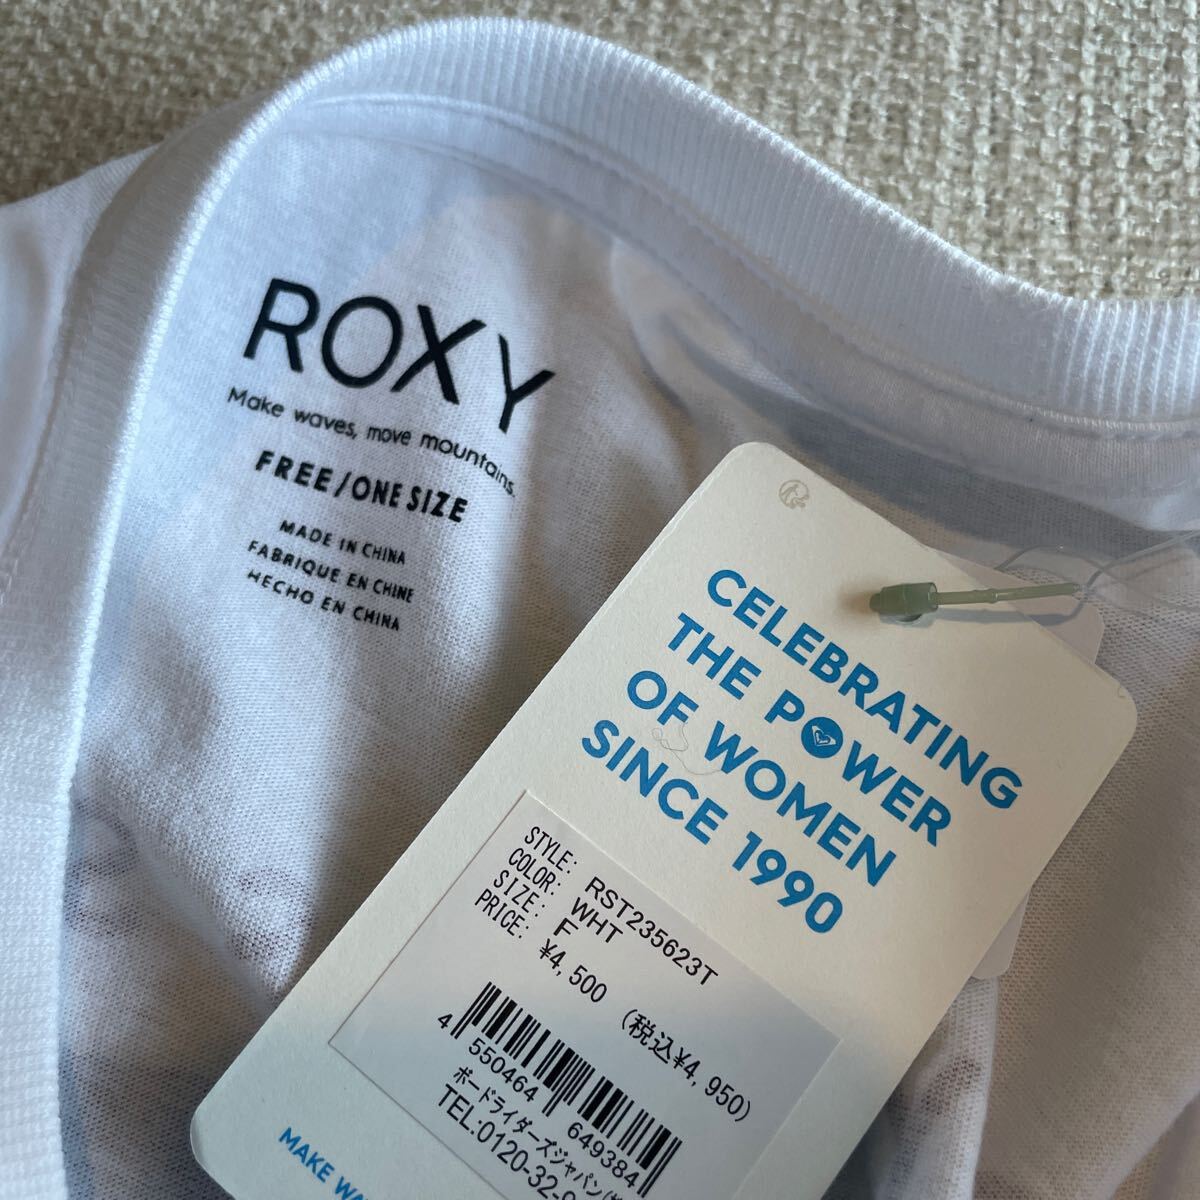 ROXY
Make waves, move mountains.
FREE/ONE SIZE
MADE IN CHINA
FABRIQUE EN CHINE
HECHO EN CHINA
CELEBRATING
THE POWER
OF WOMEN
SINCE 1990
STYLE: RST235623T
COLOR: WHT
SIZE: F
PRICE: ¥4,500
(税込¥4,950)
4 550464 649384
ボードライダーズジャパン
TEL:0120-32-
MAKE